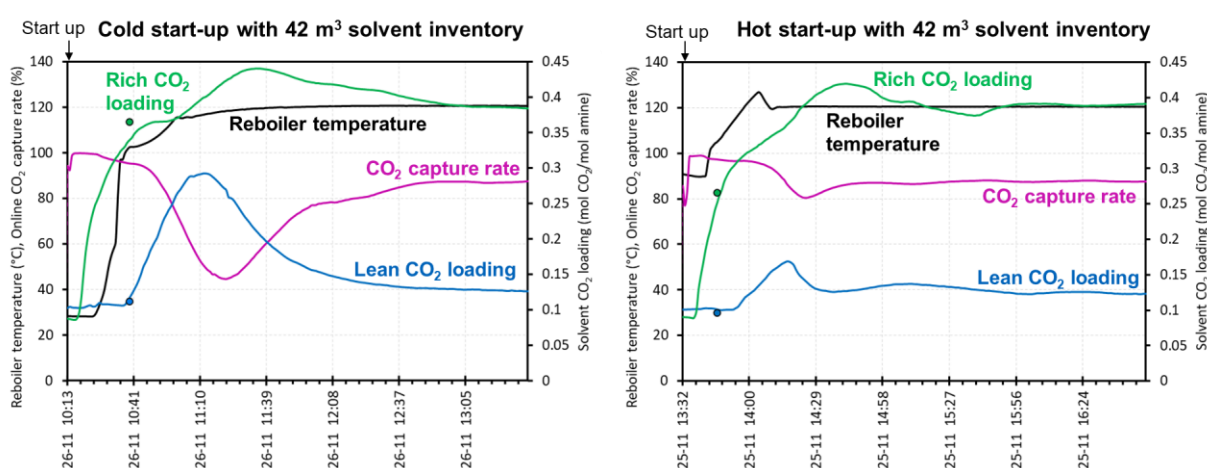 Start up
Cold start-up with 42 m³ solvent inventory
Reboiler temperature (°C), Online CO₂ capture rate (%)
140
120
100
80
60
40
20
0
Rich CO₂
loading
Reboiler temperature
CO₂ capture rate
Lean CO₂ loading
0.45
0.4
0.35
0.3
0.25
0.2
0.15
0.1
0.05
0
Solvent CO₂ loading (mol CO₂/mol amine)
26-11 10:13
26-11 10:41
26-11 11:10
26-11 11:39
26-11 12:08
26-11 12:37
26-11 13:05
Start up
Hot start-up with 42 m³ solvent inventory
Reboiler temperature (°C), Online CO₂ capture rate (%)
140
120
100
80
60
40
20
0
Rich CO₂ loading
Reboiler
temperature
CO₂ capture rate
Lean CO₂ loading
0.45
0.4
0.35
0.3
0.25
0.2
0.15
0.1
0.05
0
Solvent CO₂ loading (mol CO₂/mol amine)
25-11 13:32
25-11 14:00
25-11 14:29
25-11 14:58
25-11 15:27
25-11 15:56
25-11 16:24